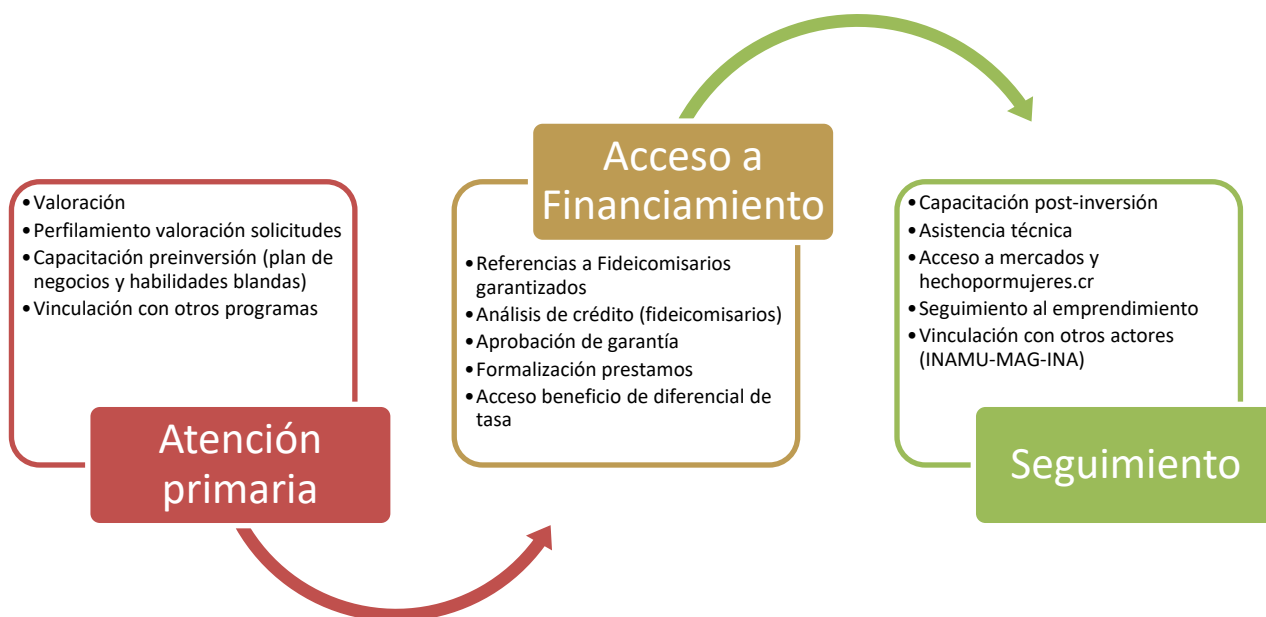 •Valoración
•Perfilamiento valoración solicitudes
•Capacitación preinversión (plan de
negocios y habilidades blandas)
•Vinculación con otros programas
Atención
primaria
Acceso a
Financiamiento
•Referencias a Fideicomisarios
garantizados
•Análisis de crédito (fideicomisarios)
•Aprobación de garantía
•Formalización prestamos
•Acceso beneficio de diferencial de
tasa
•Capacitación post-inversión
•Asistencia técnica
•Acceso a mercados y
hechopormujeres.cr
•Seguimiento al emprendimiento
•Vinculación con otros actores
(INAMU-MAG-INA)
Seguimiento